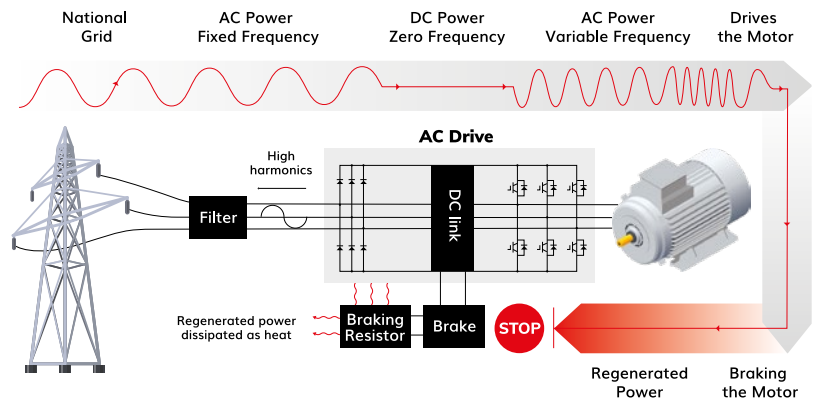 National
Grid
AC Power
Fixed Frequency
DC Power
Zero Frequency
AC Power
Variable Frequency
Drives
the Motor
AC Drive
High
harmonics
Filter
DC link
Regenerated power
dissipated as heat
Braking
Resistor
Brake
STOP
Regenerated
Power
Braking
the Motor